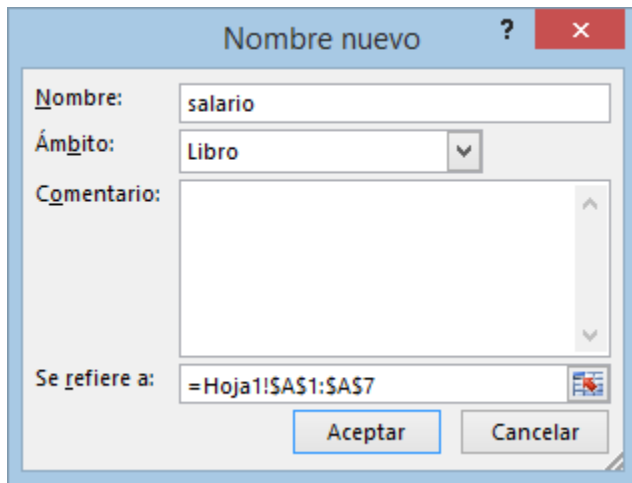 Nombre nuevo ? ×
Nombre: salario
Ámbito: Libro
Comentario:
Se refiere a: =Hoja1!$A$1:$A$7
Aceptar Cancelar